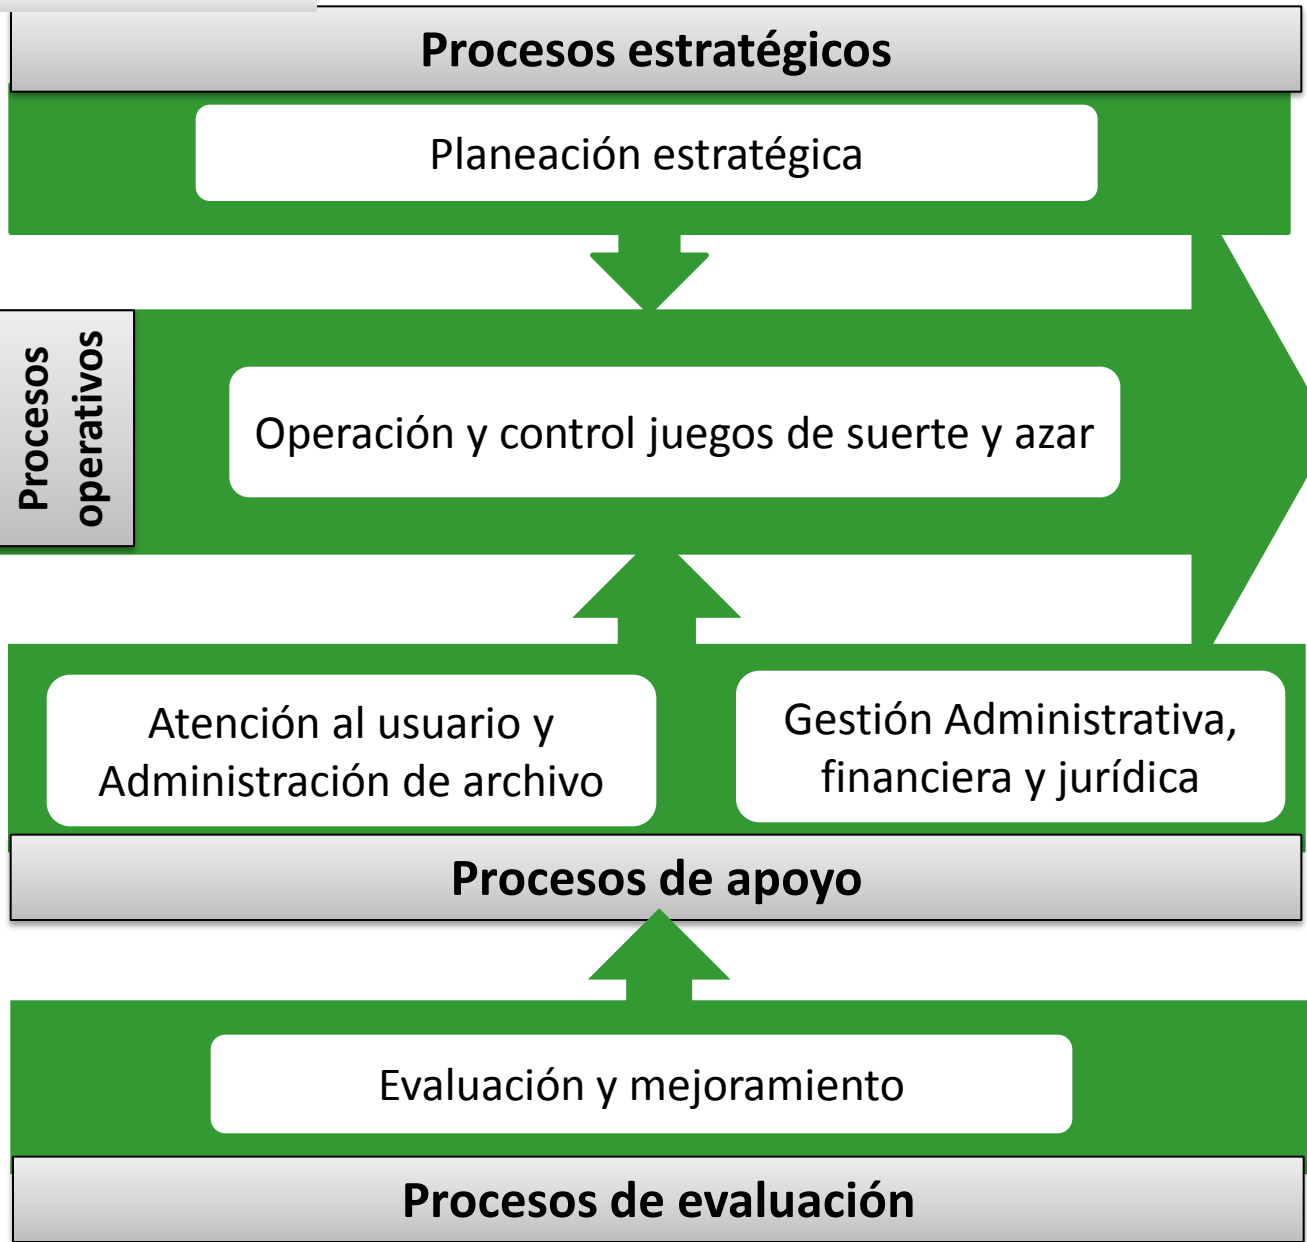 Procesos estratégicos
Planeación estratégica
Procesos
operativos
Operación y control juegos de suerte y azar
Atención al usuario y
Administración de archivo
Gestión Administrativa,
financiera y jurídica
Procesos de apoyo
Evaluación y mejoramiento
Procesos de evaluación